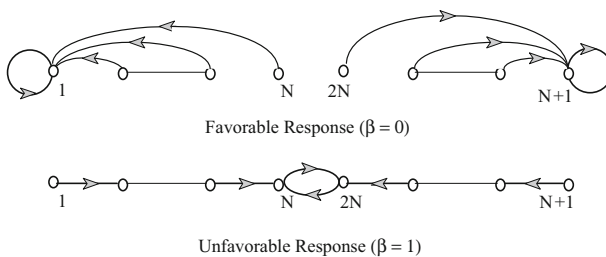 1 N 2N N+1
Favorable Response (β = 0)
1 N 2N N+1
Unfavorable Response (β = 1)